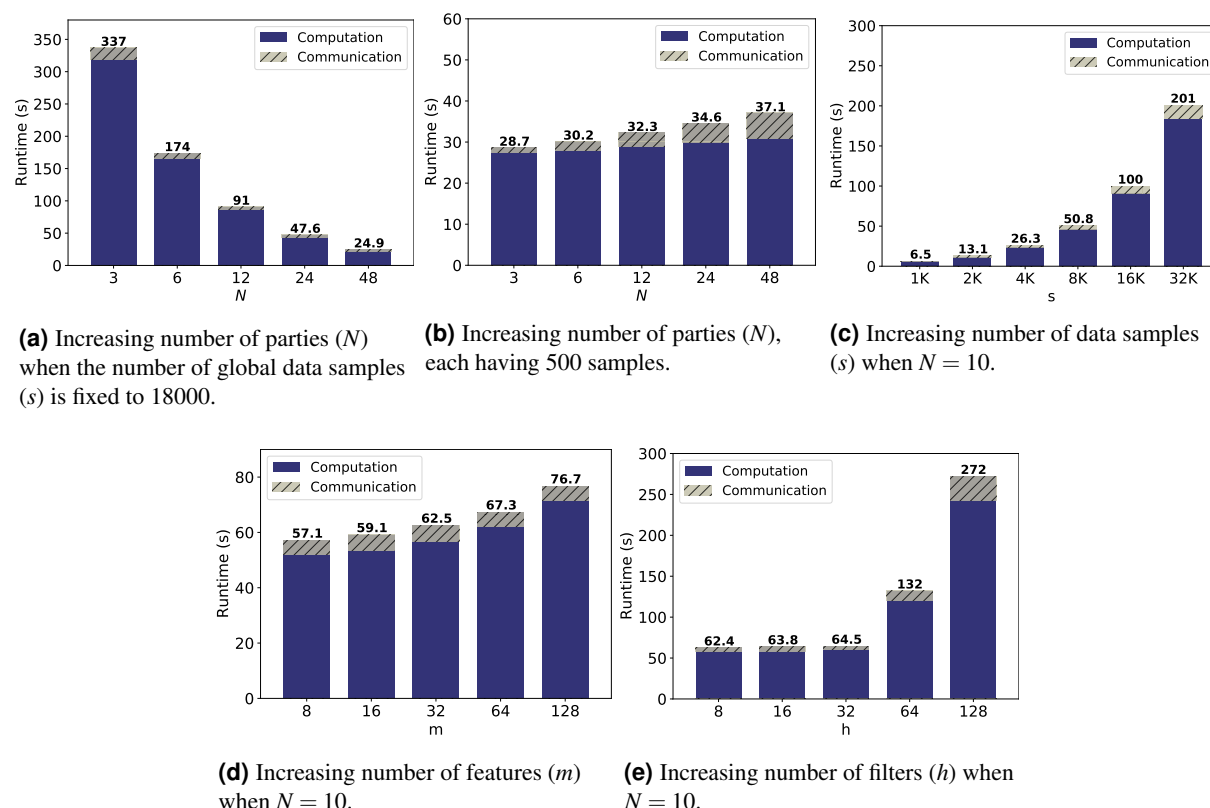 350
300
250
200
150
100
50
0
Runtime (s)
337
174
91
47.6
24.9
Computation
Communication
3 6 12 24 48
N
60
50
40
30
20
10
0
Runtime (s)
28.7
30.2
32.3
34.6
37.1
Computation
Communication
3 6 12 24 48
N
300
250
200
150
100
50
0
Runtime (s)
6.5
13.1
26.3
50.8
100
201
Computation
Communication
1K 2K 4K 8K 16K 32K
s
(a) Increasing number of parties (N)
when the number of global data samples
(s) is fixed to 18000.
(b) Increasing number of parties (N),
each having 500 samples.
(c) Increasing number of data samples
(s) when N = 10.
80
60
40
20
0
Runtime (s)
57.1
59.1
62.5
67.3
76.7
Computation
Communication
8 16 32 64 128
m
300
250
200
150
100
50
0
Runtime (s)
62.4
63.8
64.5
132
272
Computation
Communication
8 16 32 64 128
h
(d) Increasing number of features (m)
when N = 10.
(e) Increasing number of filters (h) when
N = 10.